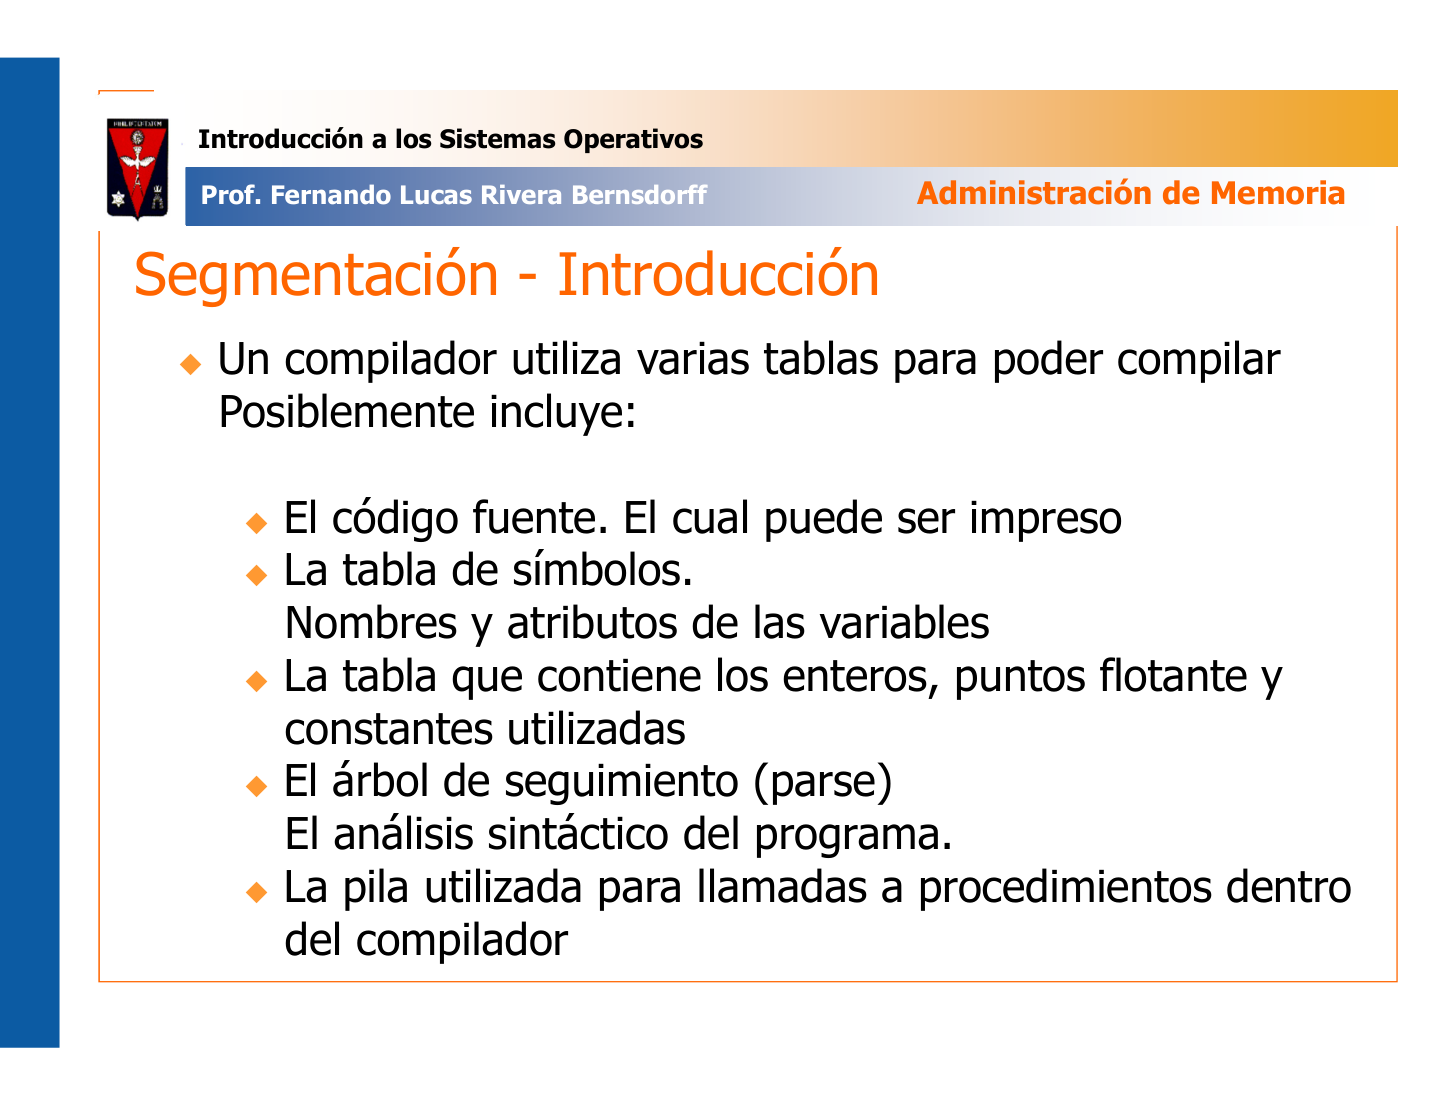 Introducción a los Sistemas Operativos
Prof. Fernando Lucas Rivera Bernsdorff
Administración de Memoria
Segmentación - Introducción
Un compilador utiliza varias tablas para poder compilar
Posiblemente incluye:
El código fuente. El cual puede ser impreso
La tabla de símbolos.
Nombres y atributos de las variables
La tabla que contiene los enteros, puntos flotante y
constantes utilizadas
El árbol de seguimiento (parse)
El análisis sintáctico del programa.
La pila utilizada para llamadas a procedimientos dentro
del compilador